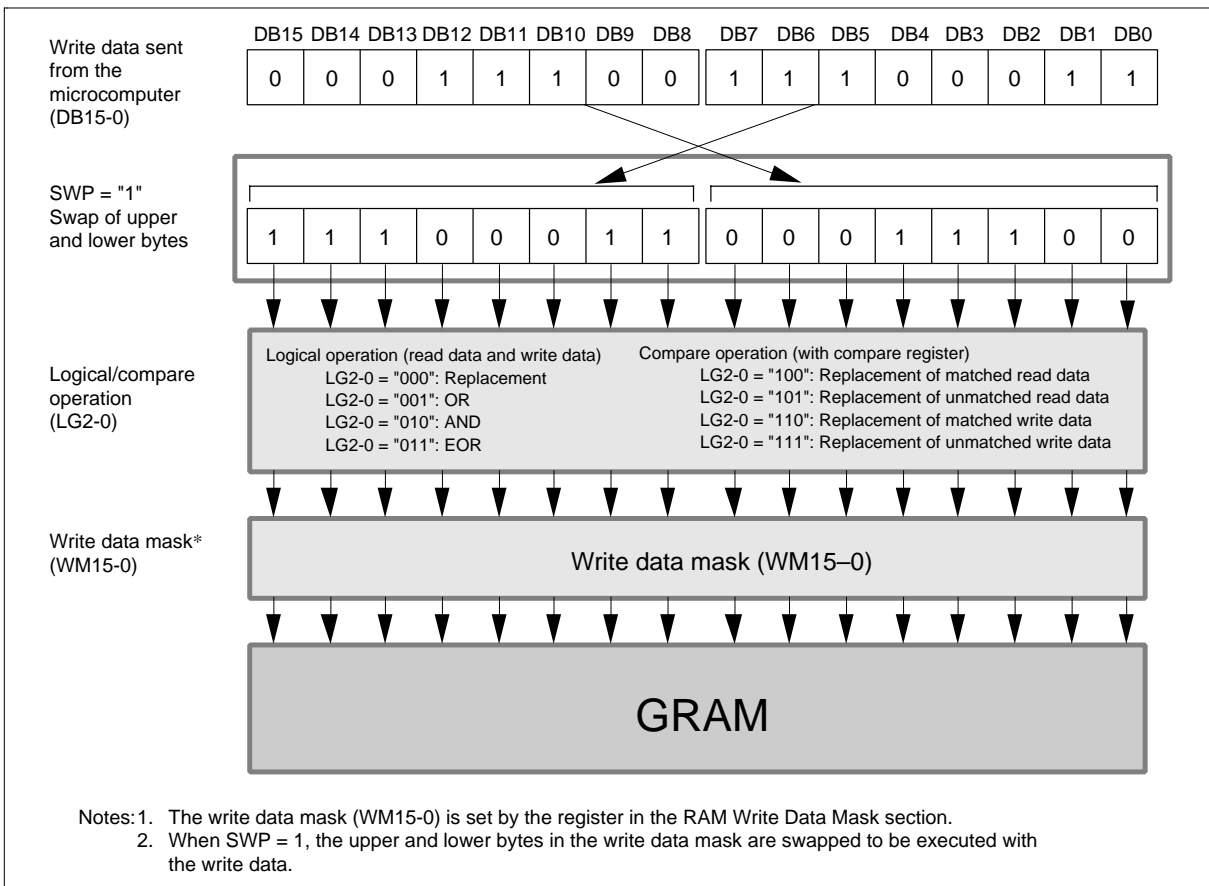 DB15 DB14 DB13 DB12 DB11 DB10 DB9 DB8 DB7 DB6 DB5 DB4 DB3 DB2 DB1 DB0
Write data sent
from the
microcomputer
(DB15-0)
0 0 0 1 1 1 0 0 1 1 1 0 0 0 1 1
SWP = "1"
Swap of upper
and lower bytes
1 1 1 0 0 0 1 1 0 0 0 1 1 1 0 0
Logical/compare
operation
(LG2-0)
Logical operation (read data and write data)
LG2-0 = "000": Replacement
LG2-0 = "001": OR
LG2-0 = "010": AND
LG2-0 = "011": EOR
Compare operation (with compare register)
LG2-0 = "100": Replacement of matched read data
LG2-0 = "101": Replacement of unmatched read data
LG2-0 = "110": Replacement of matched write data
LG2-0 = "111": Replacement of unmatched write data
Write data mask*
(WM15-0)
Write data mask (WM15–0)
GRAM
Notes:1. The write data mask (WM15-0) is set by the register in the RAM Write Data Mask section.
2. When SWP = 1, the upper and lower bytes in the write data mask are swapped to be executed with
the write data.